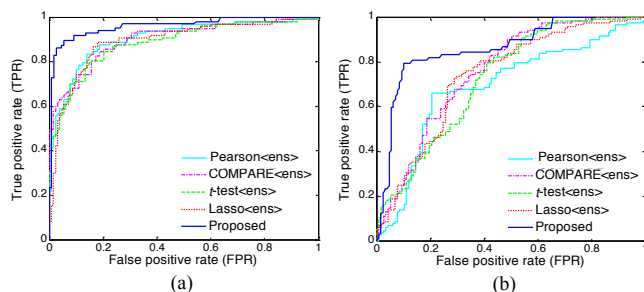 1
0.8
0.6
0.4
0.2
0
0 0.2 0.4 0.6 0.8 1
True positive rate (TPR)
False positive rate (FPR)
Pearson<ens>
COMPARE<ens>
t-test<ens>
Lasso<ens>
Proposed
(a)
1
0.8
0.6
0.4
0.2
0
0 0.2 0.4 0.6 0.8 1
True positive rate (TPR)
False positive rate (FPR)
Pearson<ens>
COMPARE<ens>
t-test<ens>
Lasso<ens>
Proposed
(b)